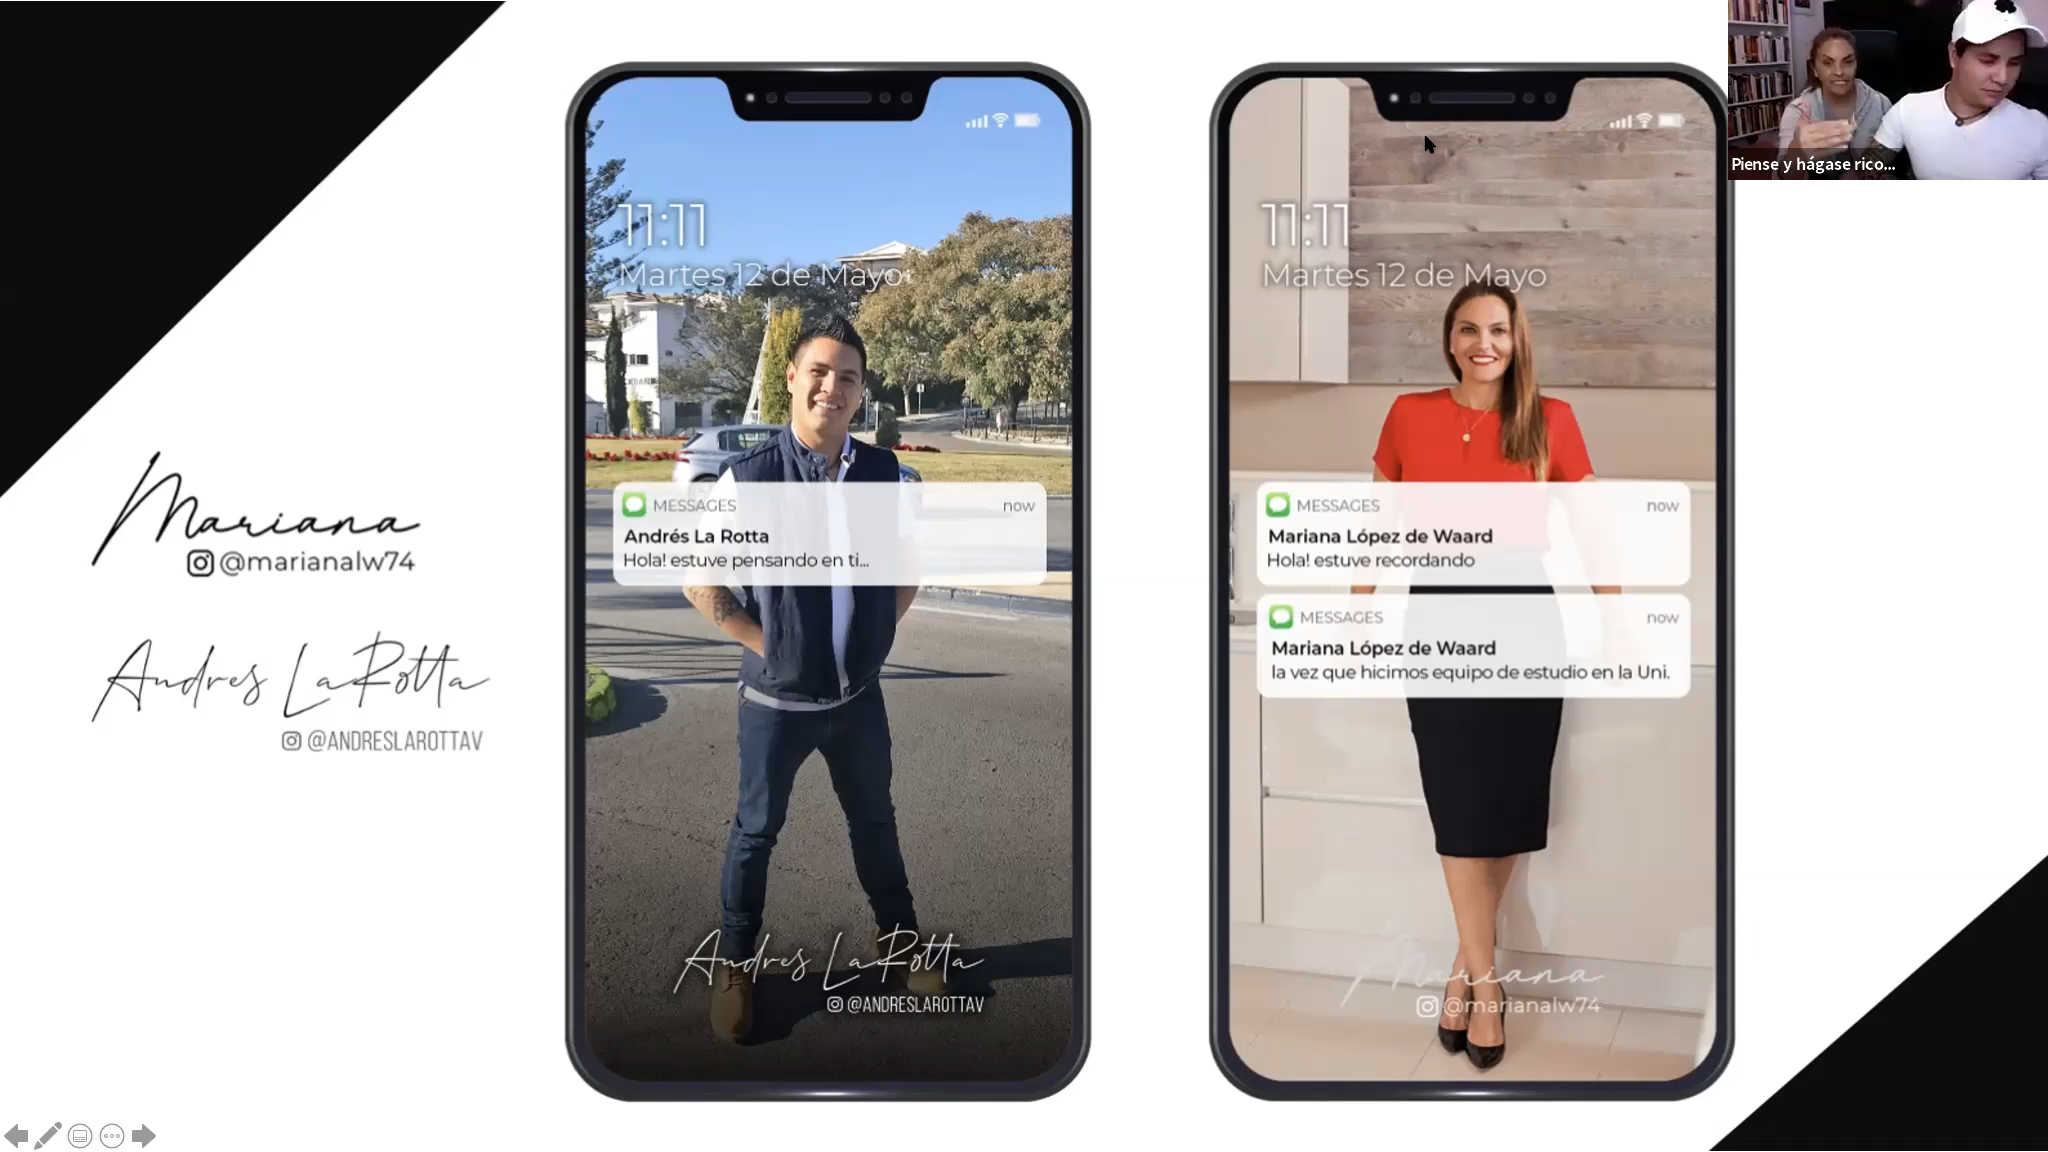 Mariana
@marianalw74
Andres LaRotta
@ANDRESLAROTTAV
11:11
Martes 12 de Mayo
MESSAGES now
Andrés La Rotta
Hola! estuve pensando en ti...
Andres LaRotta
@ANDRESLAROTTAV
11:11
Martes 12 de Mayo
MESSAGES now
Mariana López de Waard
Hola! estuve recordando
MESSAGES now
Mariana López de Waard
la vez que hicimos equipo de estudio en la Uni.
Mariana
@marianalw74
Piense y hágase rico...